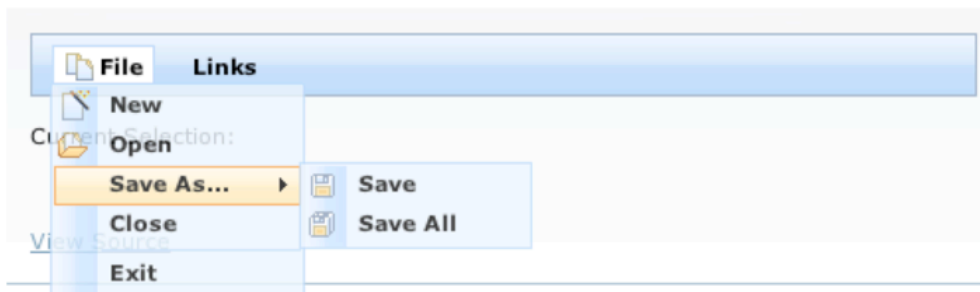 File Links
New
Current Selection:
Open
Save As... Save
Close Save All
View Source
Exit